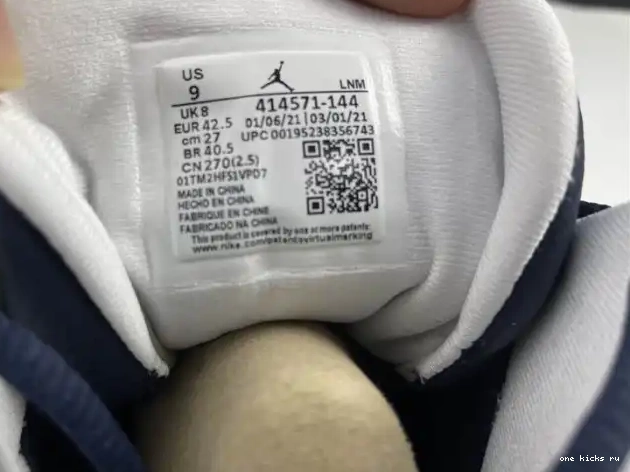 US
9
LNM
UK 8
414571-144
EUR 42.5
01/06/21 | 03/01/21
cm 27
UPC 00195238356743
BR 40.5
CN 270(2.5)
01TM2HFS1VPD7
MADE IN CHINA
HECHO EN CHINA
FABRIQUE EN CHINE
FABRICADO NA CHINA
This product is covered by one or more patents:
www.nike.com/patentsvirtualmarking
one kicks ru